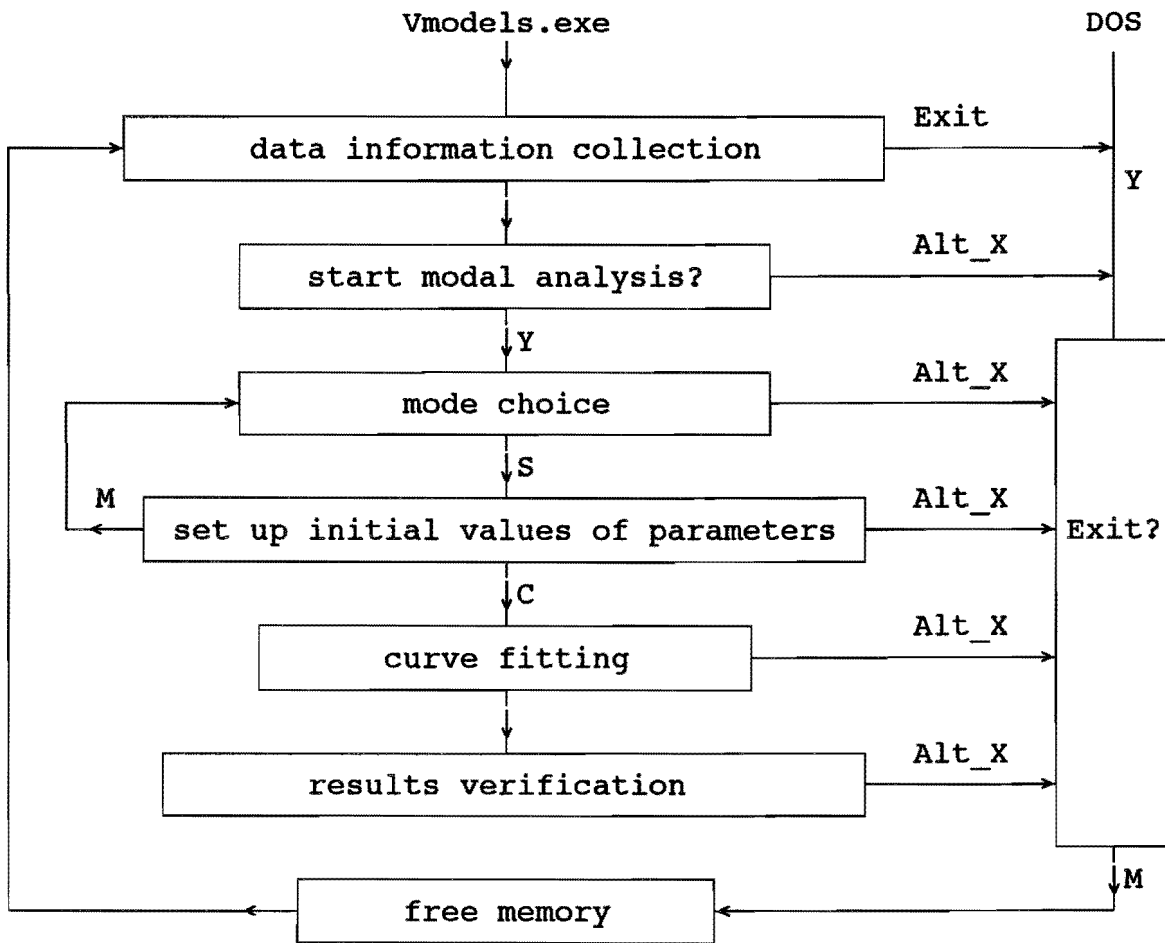 Vmodels.exe
DOS
Exit
data information collection
Y
Alt_X
start modal analysis?
Y
Alt_X
mode choice
S
M
Alt_X
set up initial values of parameters
Exit?
C
Alt_X
curve fitting
Alt_X
results verification
M
free memory